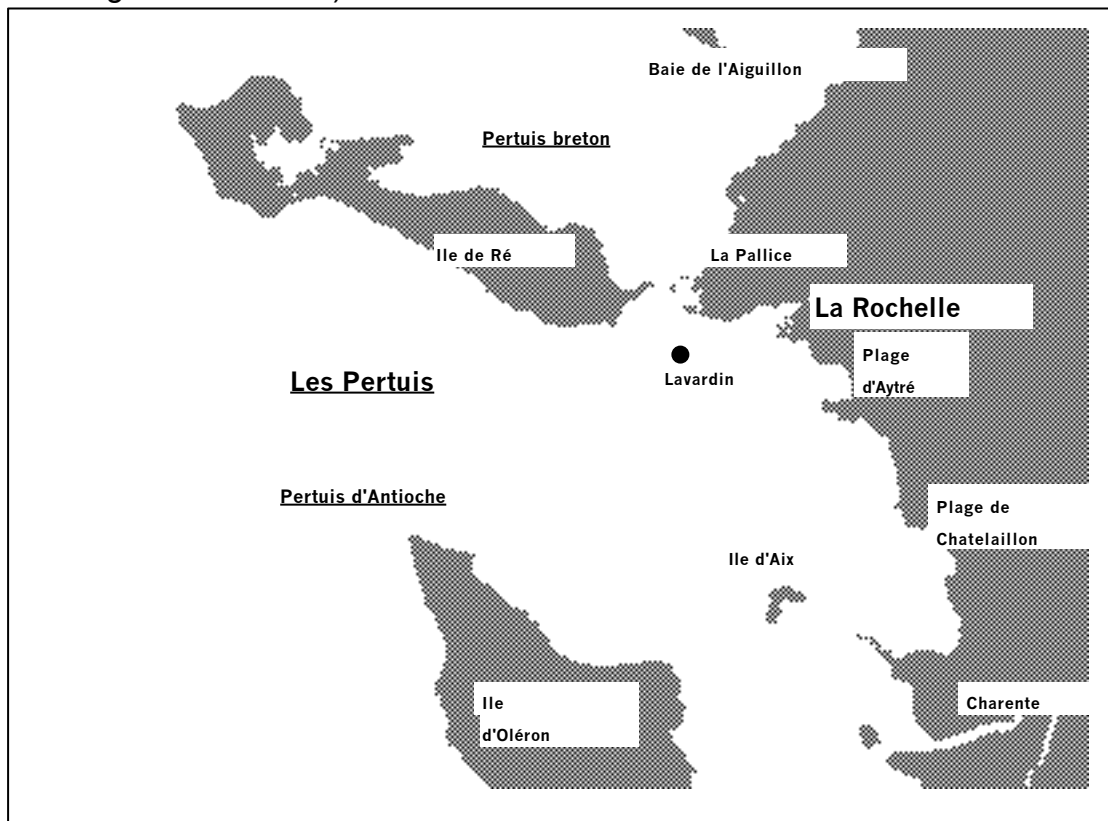 Baie de l'Aiguillon
Pertuis breton
Ile de Ré
La Pallice
La Rochelle
Plage
d'Aytré
Lavardin
Les Pertuis
Pertuis d'Antioche
Plage de
Chatelaillon
Ile d'Aix
Ile
d'Oléron
Charente